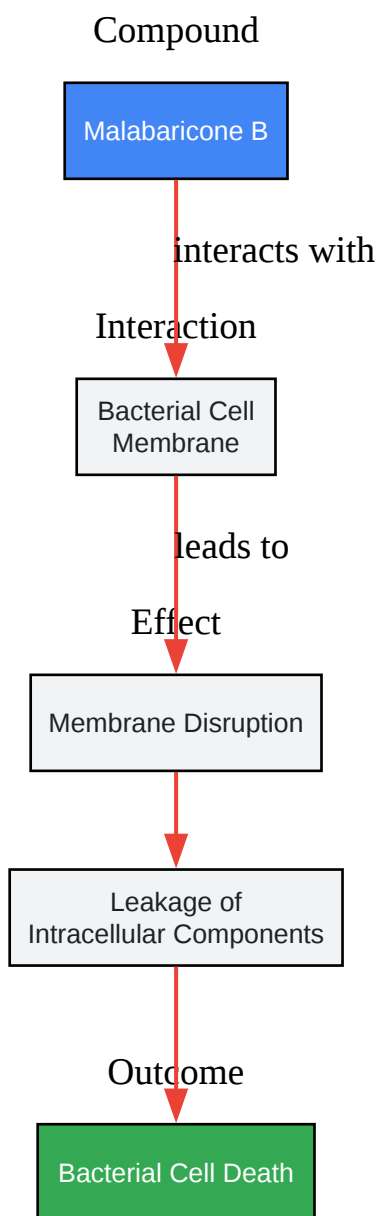 Compound
Malabaricone B
interacts with
Interaction
Bacterial Cell
Membrane
leads to
Effect
Membrane Disruption
Leakage of
Intracellular Components
Outcome
Bacterial Cell Death